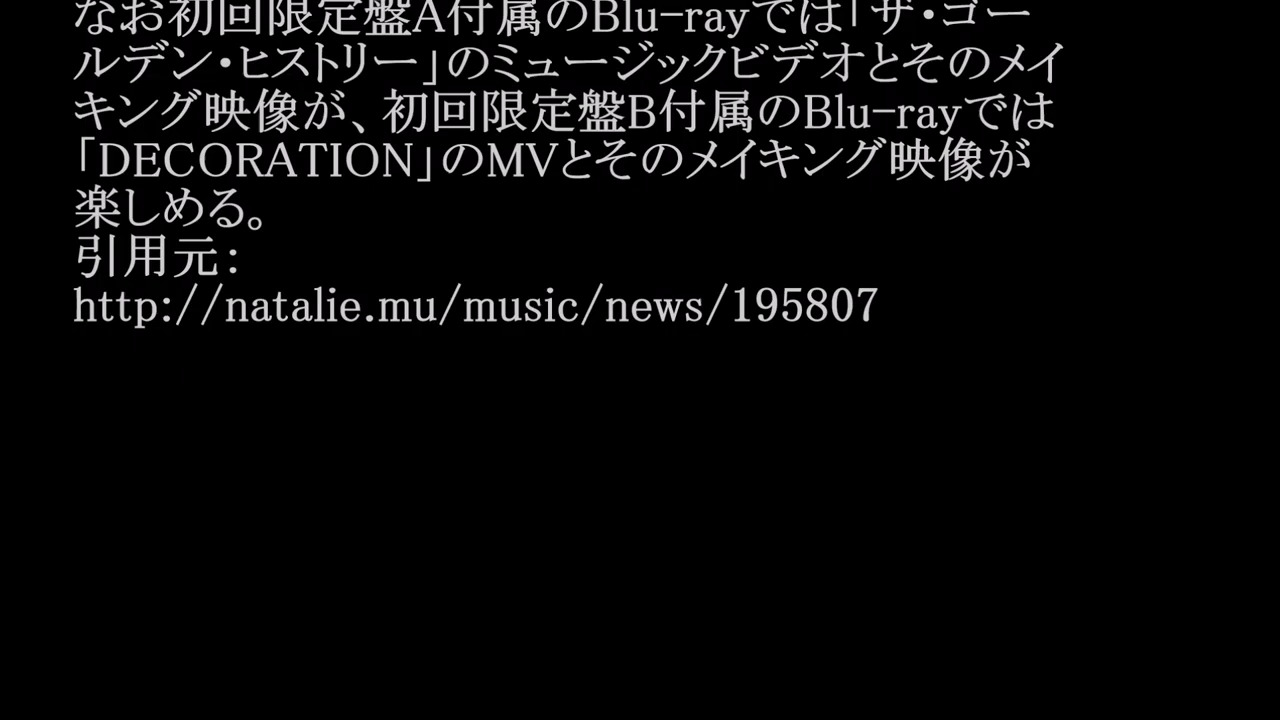 なお初回限定盤A付属のBlu-rayでは「ザ・ゴー
ルデン・ヒストリー」のミュージックビデオとそのメイ
キング映像が、初回限定盤B付属のBlu-rayでは
「DECORATION」のMVとそのメイキング映像が
楽しめる。
引用元：
http://natalie.mu/music/news/195807